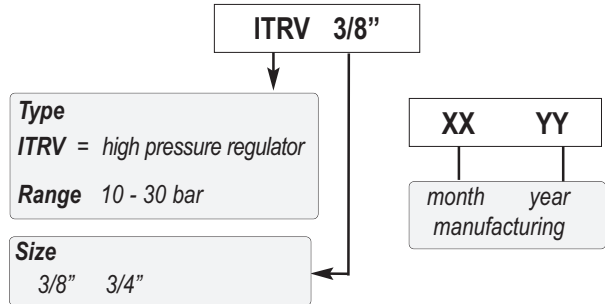 ITRV 3/8”
Type
ITRV = high pressure regulator
Range 10 - 30 bar
Size
3/8” 3/4”
XX YY
month year
manufacturing